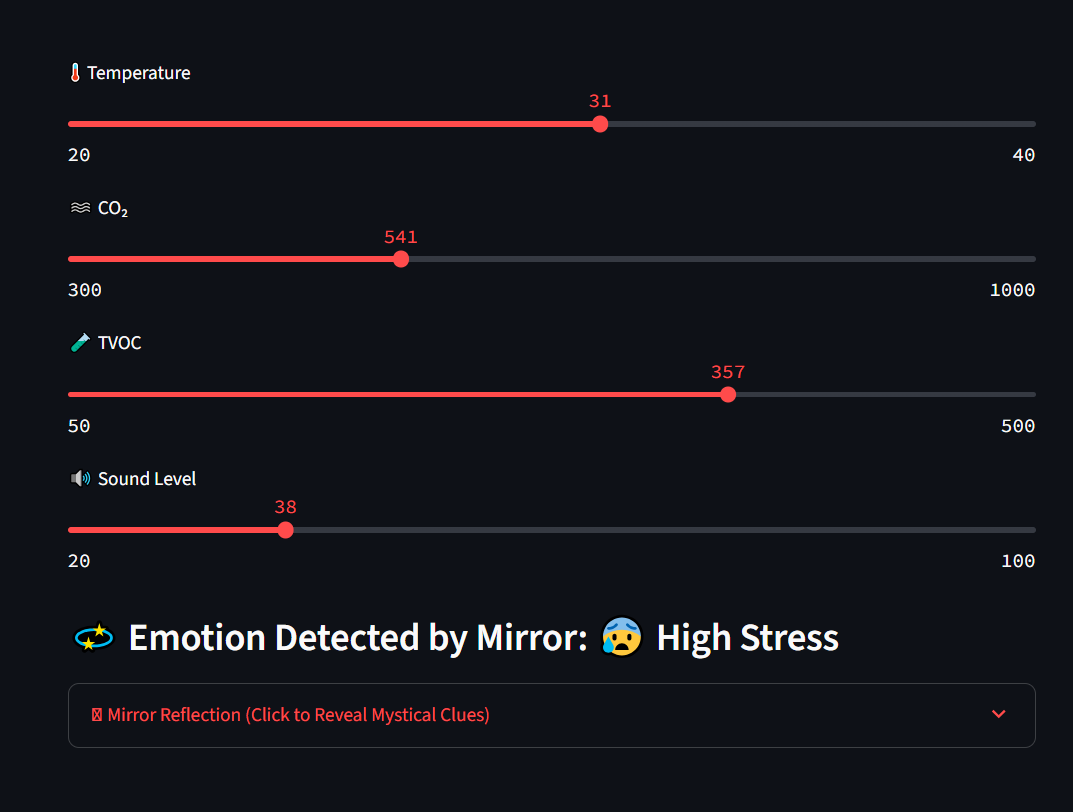 🌡️ Temperature
31
20 40
CO₂
541
300 1000
🧪 TVOC
357
50 500
🔊 Sound Level
38
20 100
💫 Emotion Detected by Mirror: 😰 High Stress
Mirror Reflection (Click to Reveal Mystical Clues)